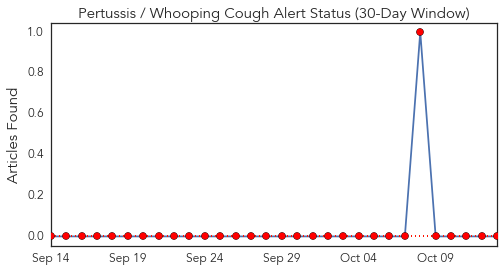 Pertussis / Whooping Cough Alert Status (30-Day Window)
Articles Found
1.0
0.8
0.6
0.4
0.2
0.0
Sep 14 Sep 19 Sep 24 Sep 29 Oct 04 Oct 09